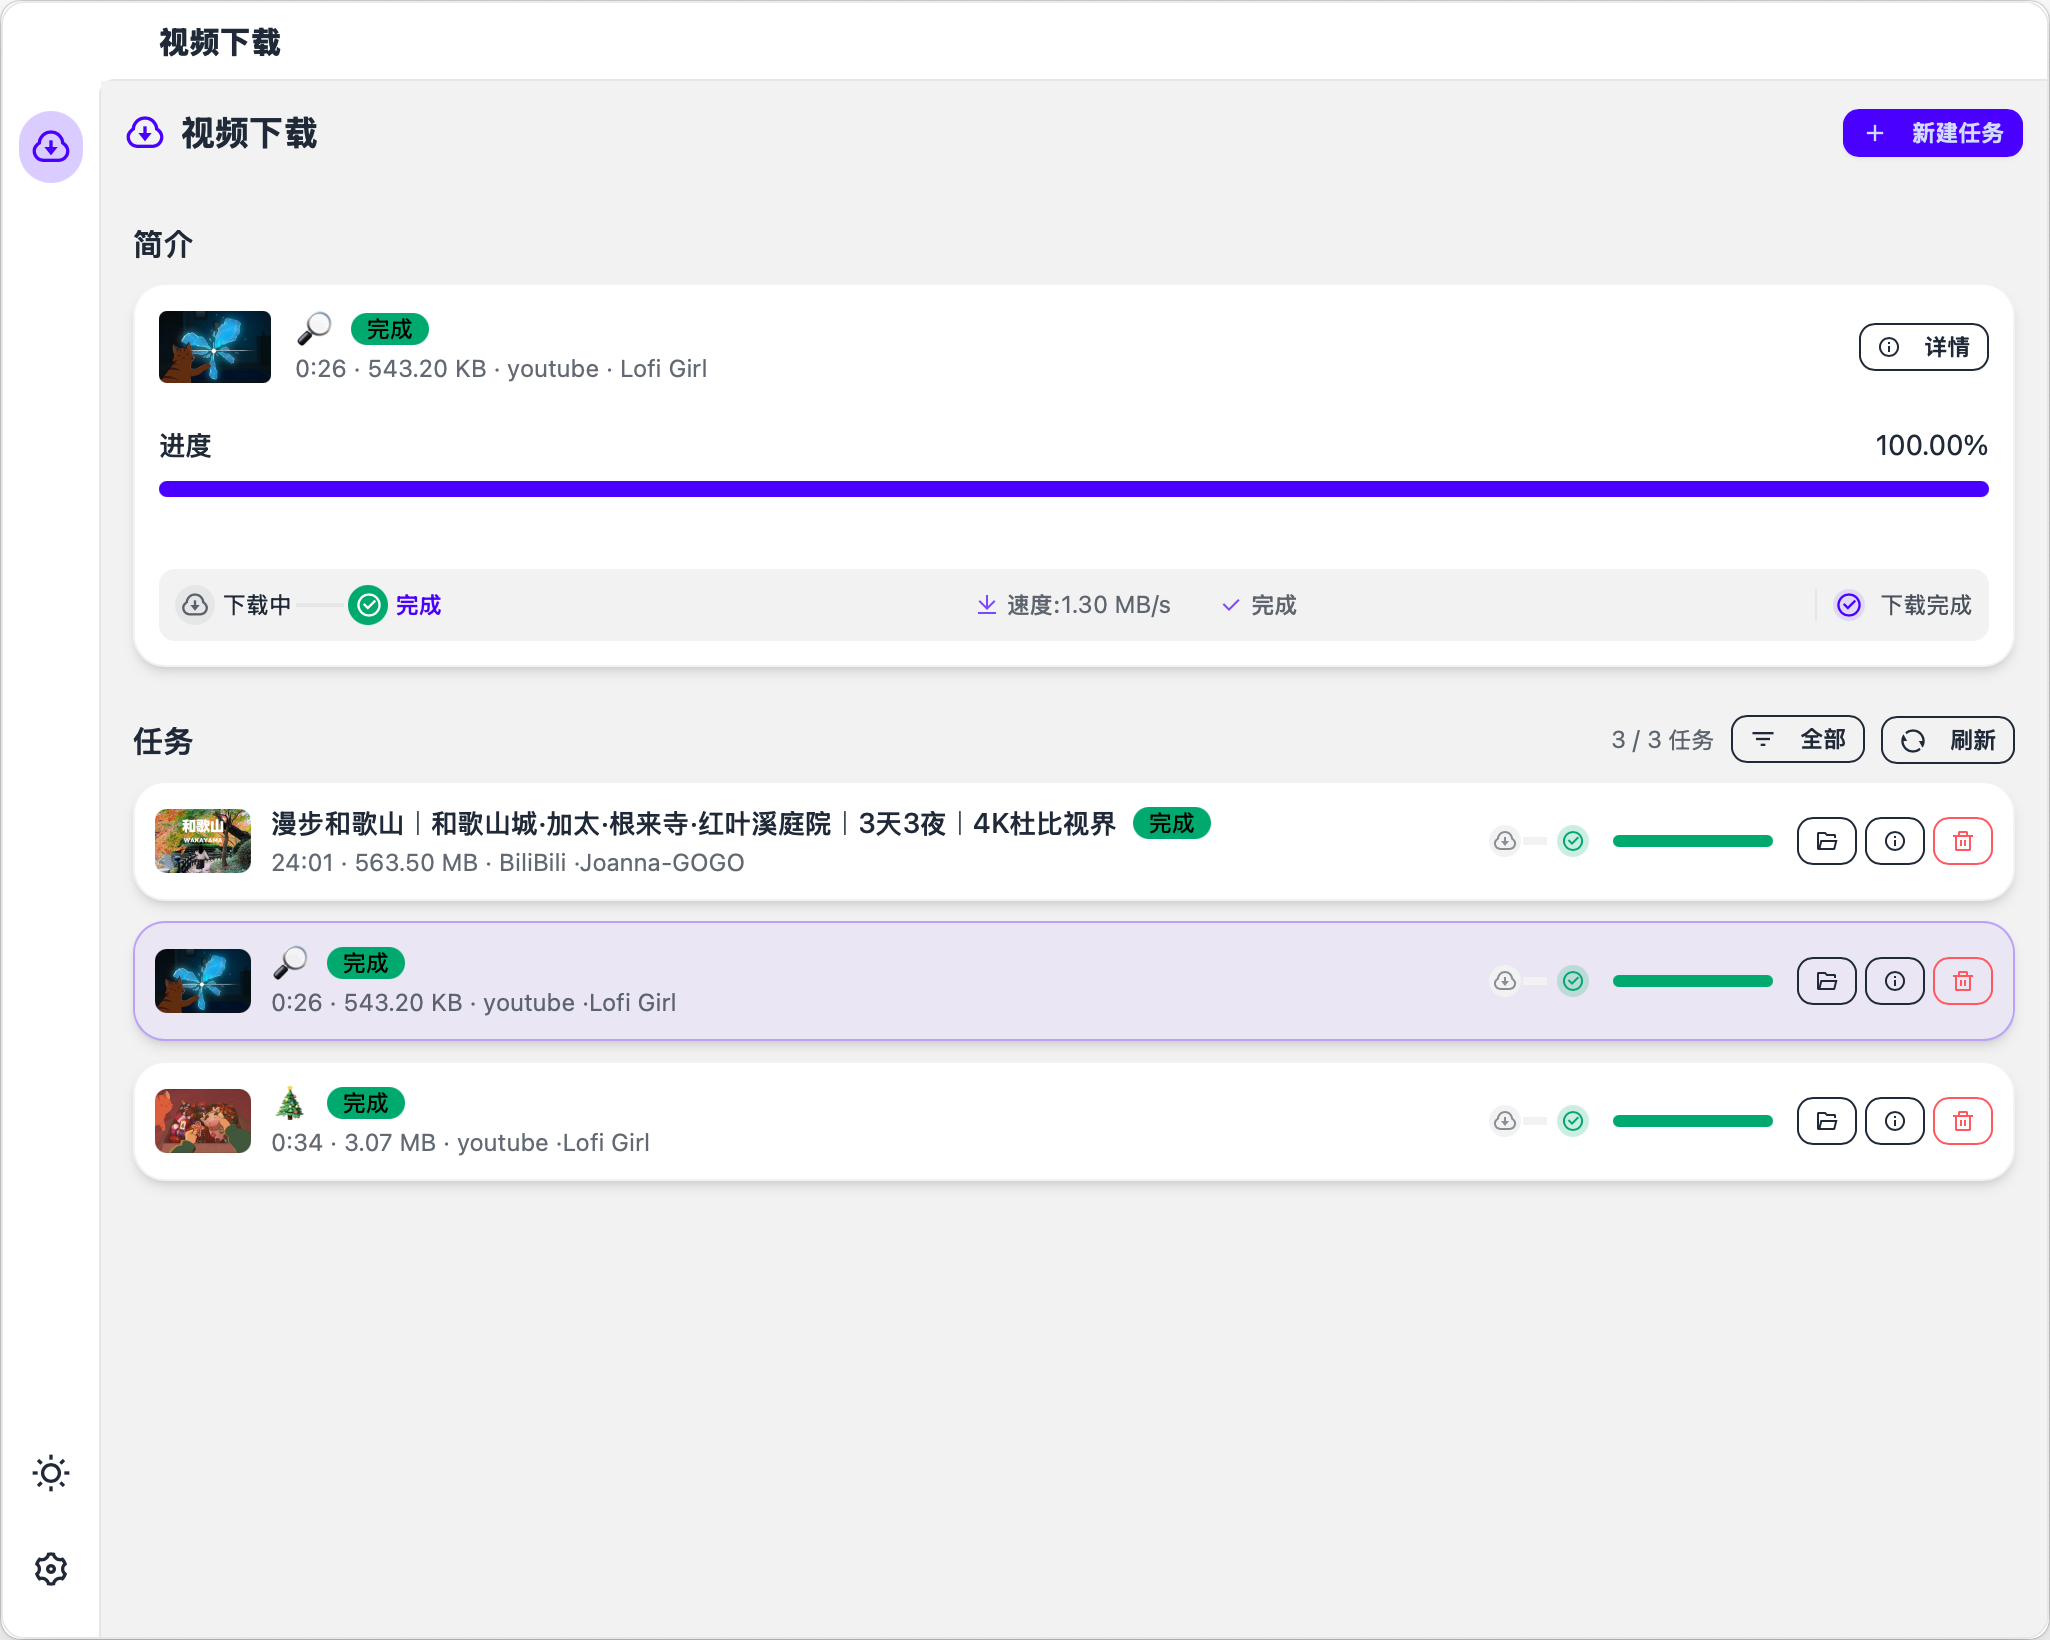 视频下载
视频下载
新建任务
简介
🔎 完成
0:26 · 543.20 KB · youtube · Lofi Girl
详情
进度
100.00%
下载中
完成
速度:1.30 MB/s
完成
下载完成
任务
3 / 3 任务
全部
刷新
和歌山
WAKAYAMA
漫步和歌山｜和歌山城·加太·根来寺·红叶溪庭院｜3天3夜｜4K杜比视界 完成
24:01 · 563.50 MB · BiliBili ·Joanna-GOGO
🔎 完成
0:26 · 543.20 KB · youtube ·Lofi Girl
🎄 完成
0:34 · 3.07 MB · youtube ·Lofi Girl